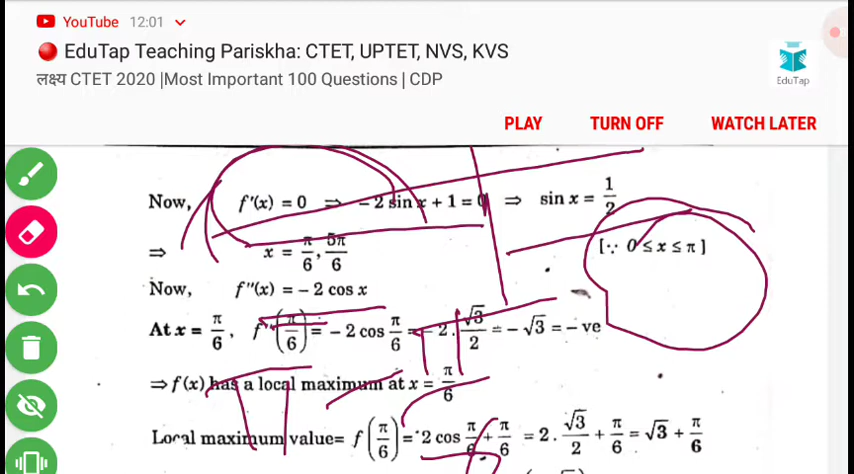 YouTube 12:01
EduTap Teaching Pariskha: CTET, UPTET, NVS, KVS
लक्ष्य CTET 2020 |Most Important 100 Questions | CDP
EduTap
PLAY TURN OFF WATCH LATER
Now, f'(x) = 0 ⇒ −2 sin x + 1 = 0 ⇒ sin x = 1/2
⇒ x = π/6, 5π/6 [∵ 0 ≤ x ≤ π]
Now, f''(x) = − 2 cos x
At x = π/6, f''(π/6) = − 2 cos π/6 = − 2. √3/2 = − √3 = − ve
⇒ f(x) has a local maximum at x = π/6
Local maximum value = f(π/6) = 2 cos π/6 + π/6 = 2. √3/2 + π/6 = √3 + π/6